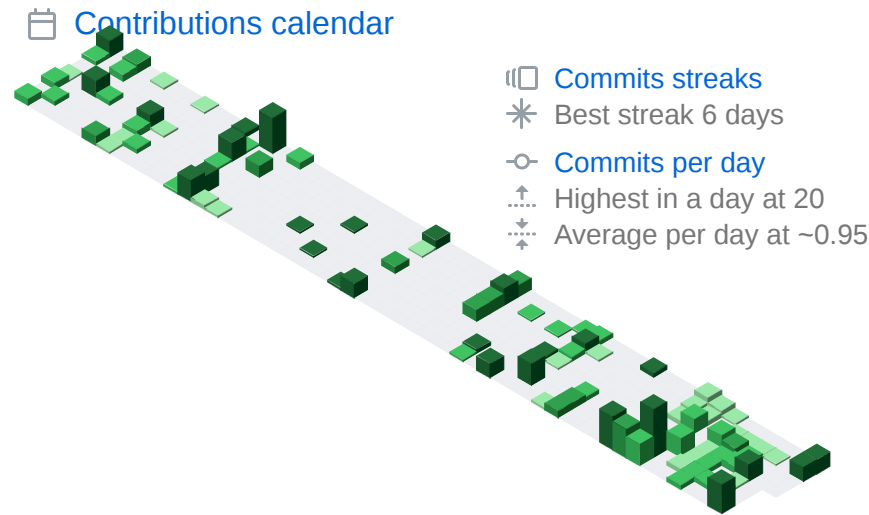 Contributions calendar
Commits streaks
Best streak 6 days
Commits per day
Highest in a day at 20
Average per day at ~0.95